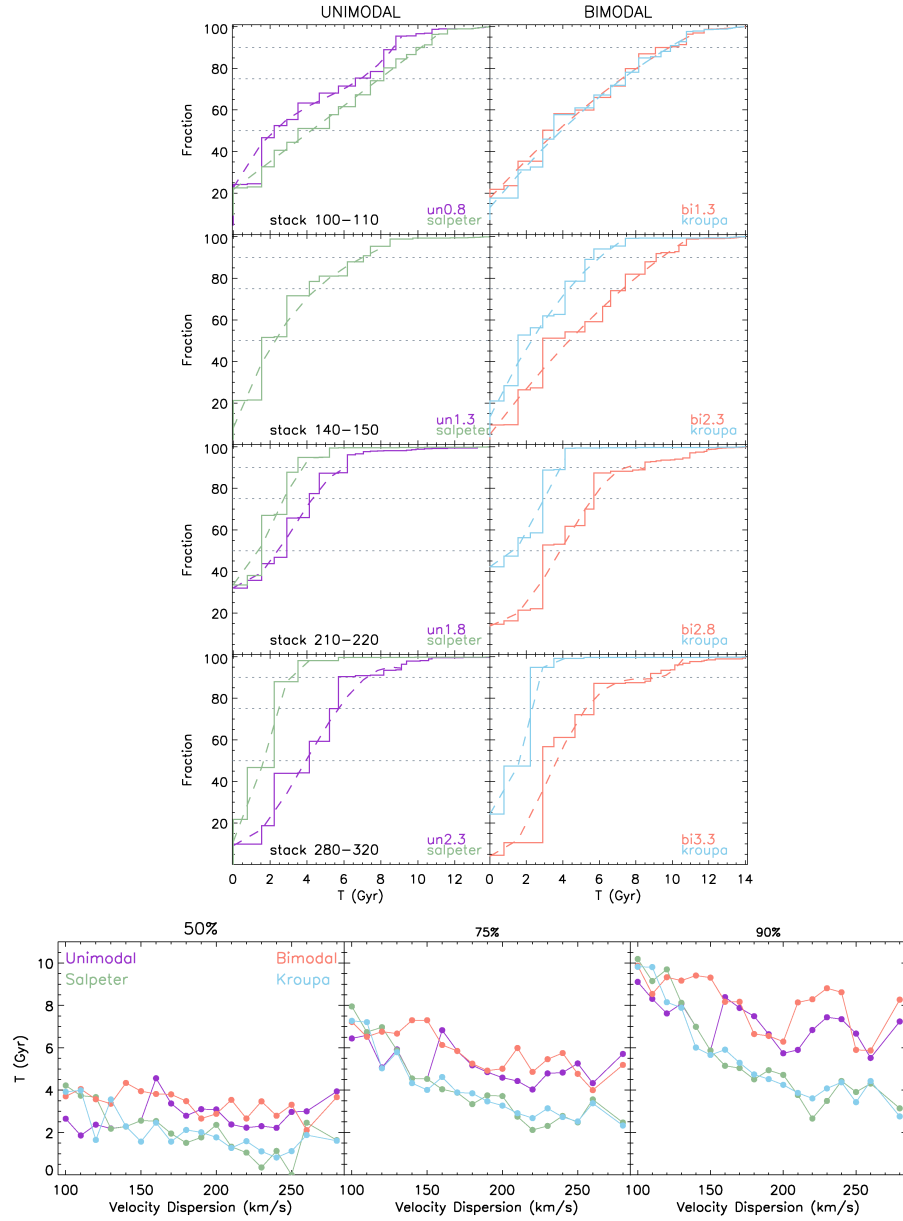 UNIMODAL BIMODAL
100
80
60
40
20
Fraction
un0.8
salpeter
stack 100-110
bi1.3
kroupa
100
80
60
40
20
Fraction
un1.3
salpeter
stack 140-150
bi2.3
kroupa
100
80
60
40
20
Fraction
un1.8
salpeter
stack 210-220
bi2.8
kroupa
100
80
60
40
20
Fraction
un2.3
salpeter
stack 280-320
bi3.3
kroupa
0 2 4 6 8 10 12 0 2 4 6 8 10 12 14
T (Gyr) T (Gyr)
50% 75% 90%
Unimodal Bimodal
Salpeter Kroupa
10
8
6
4
2
0
T (Gyr)
100 150 200 250 100 150 200 250 100 150 200 250
Velocity Dispersion (km/s) Velocity Dispersion (km/s) Velocity Dispersion (km/s)